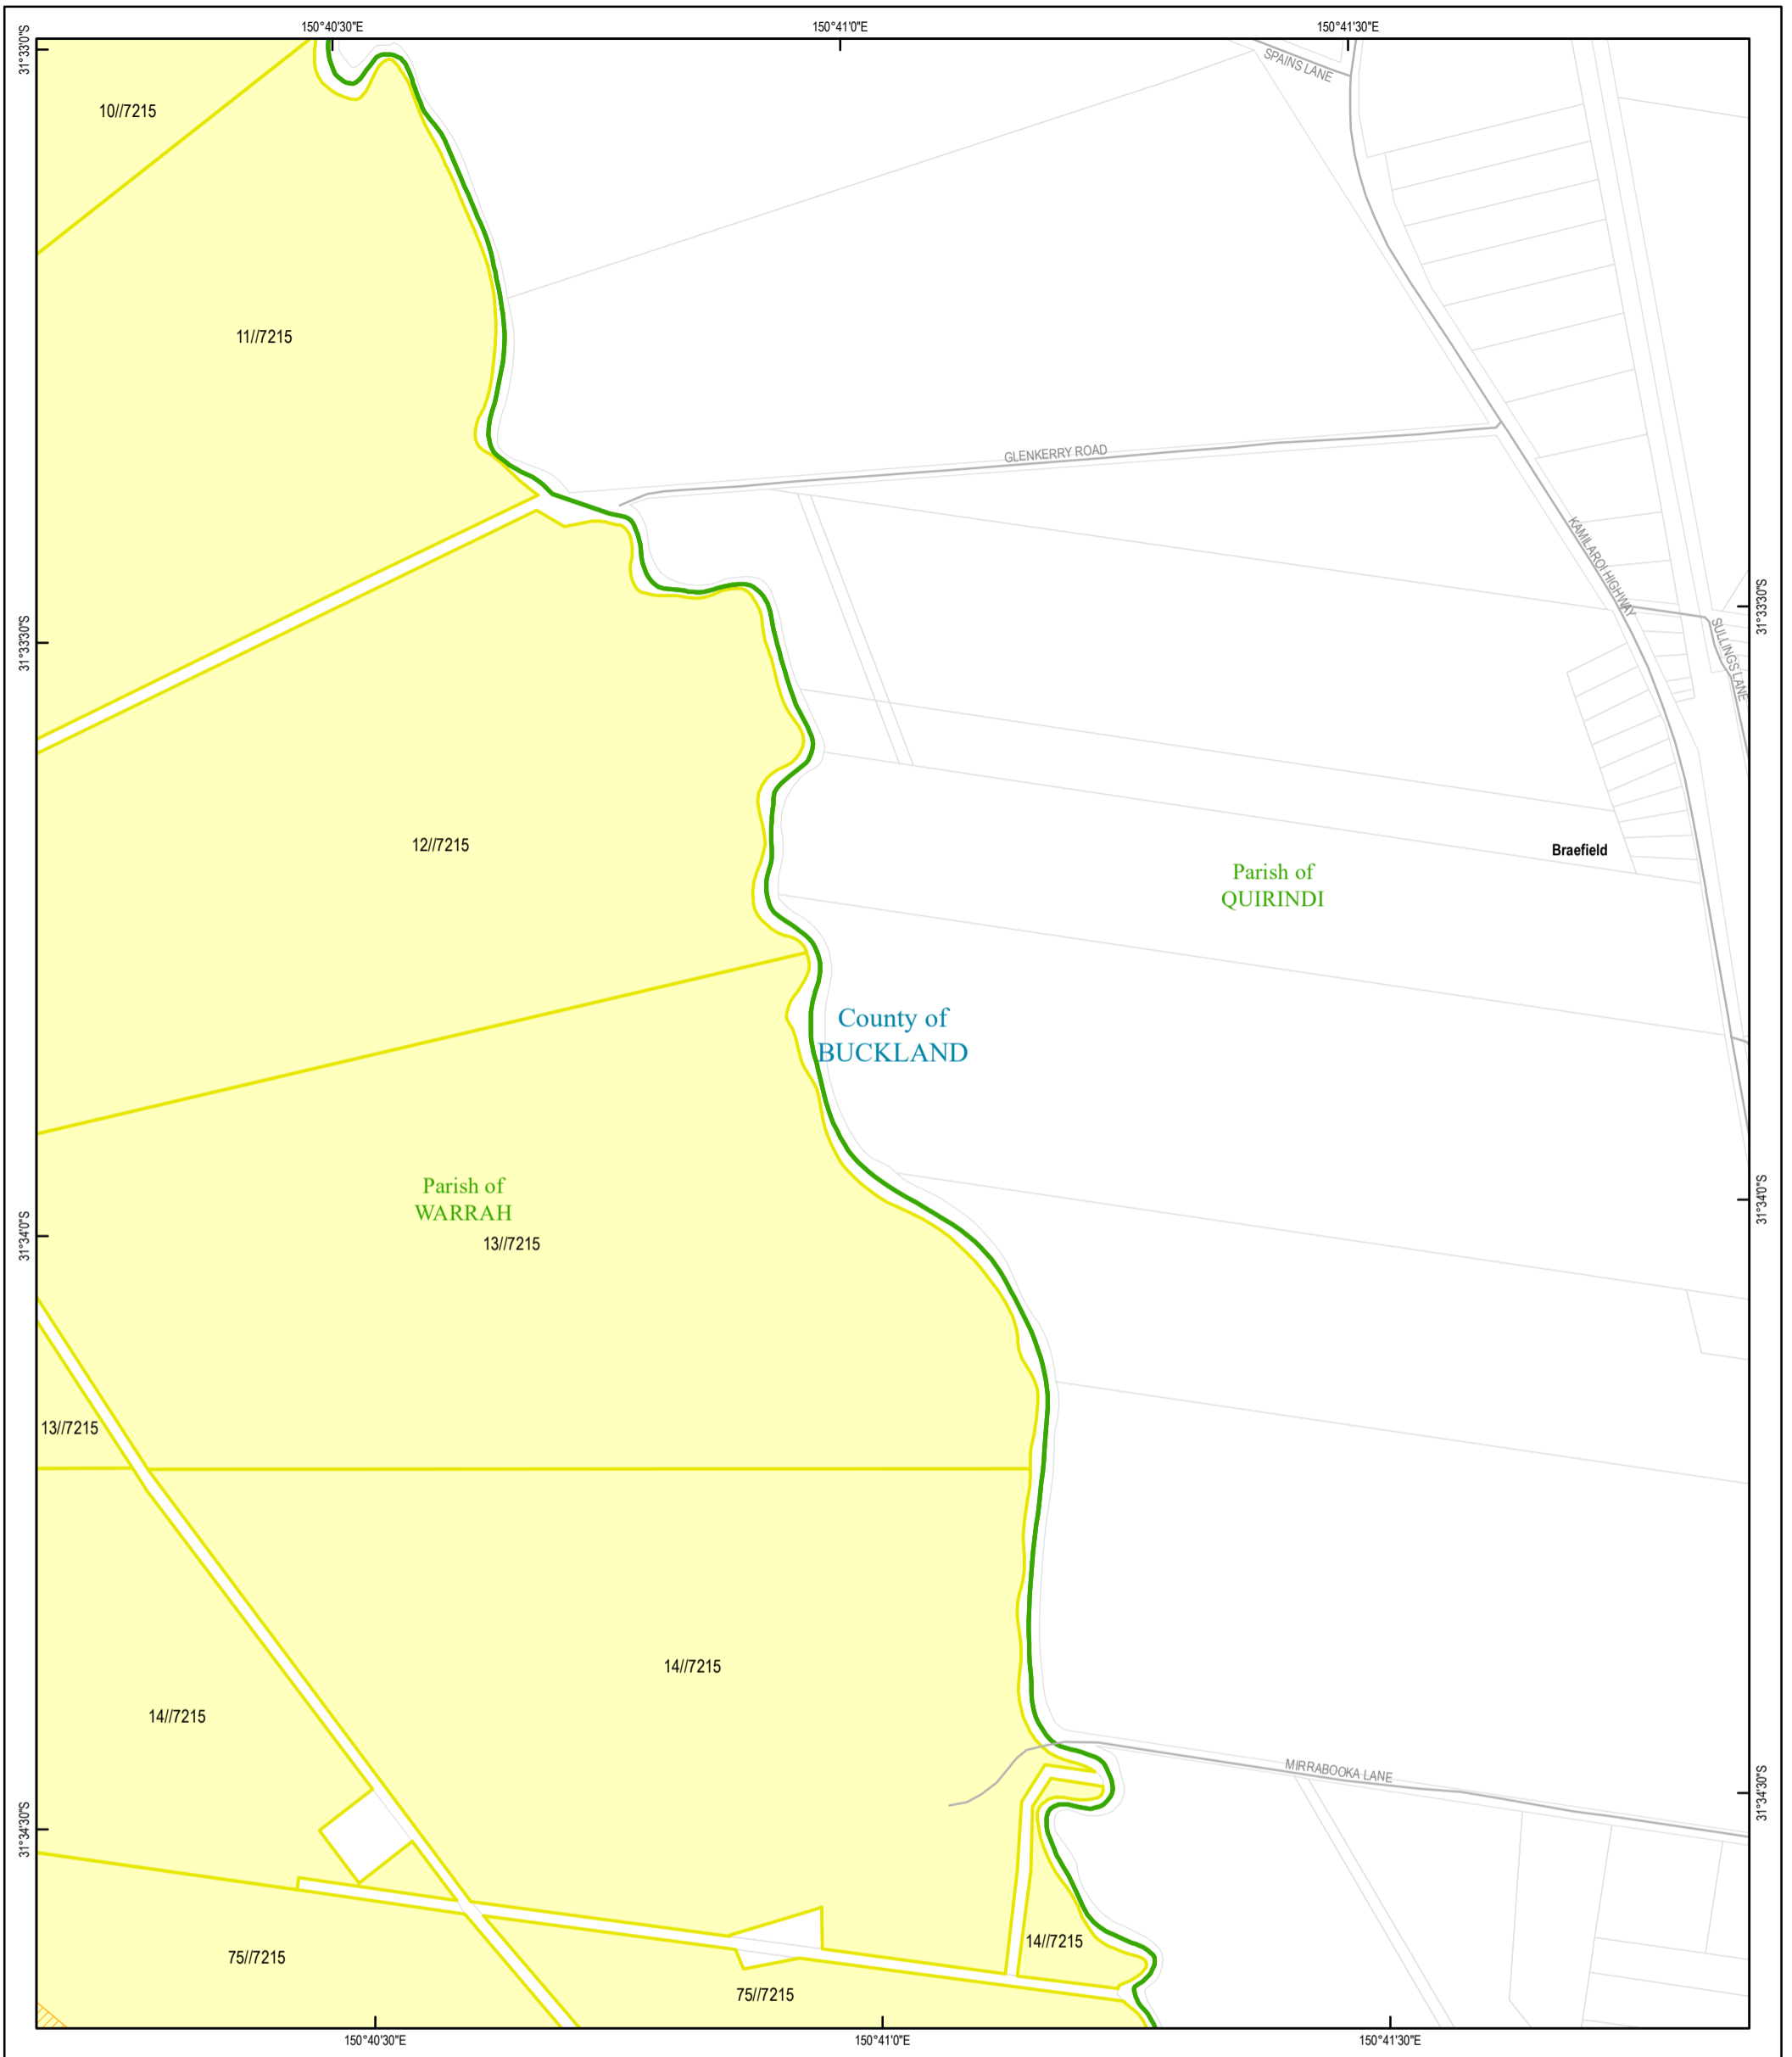 150°40'30"E
150°41'0"E
150°41'30"E
31°33'0"S
SPAINS LANE
10//7215
11//7215
GLENKERRY ROAD
KAMILAROI HIGHWAY
31°33'30"S
31°33'30"S
SULLINGS LANE
12//7215
Braefield
Parish of
QUIRINDI
County of
BUCKLAND
Parish of
WARRAH
31°34'0"S
31°34'0"S
13//7215
13//7215
14//7215
14//7215
MIRRABOOKA LANE
31°34'30"S
31°34'30"S
14//7215
75//7215
75//7215
150°40'30"E
150°41'0"E
150°41'30"E